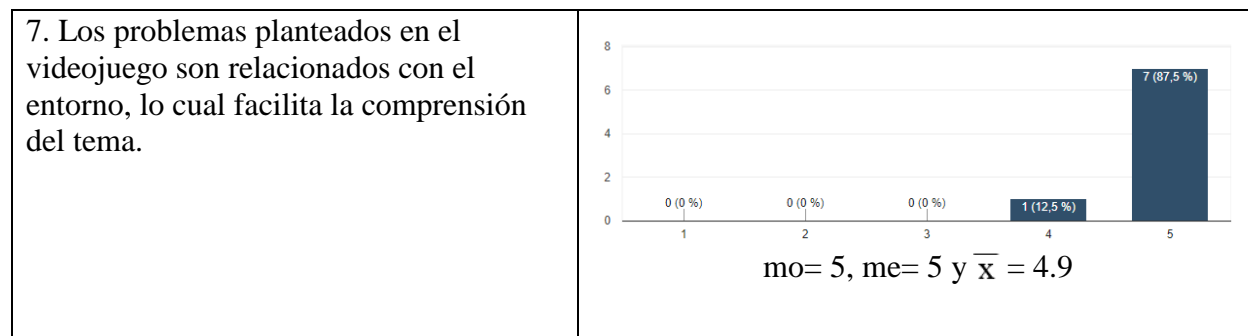 7. Los problemas planteados en el
videojuego son relacionados con el
entorno, lo cual facilita la comprensión
del tema.
8
6
4
2
0
0 (0 %)
0 (0 %)
0 (0 %)
1 (12,5 %)
7 (87,5 %)
1
2
3
4
5
mo= 5, me= 5 y x̅ = 4.9